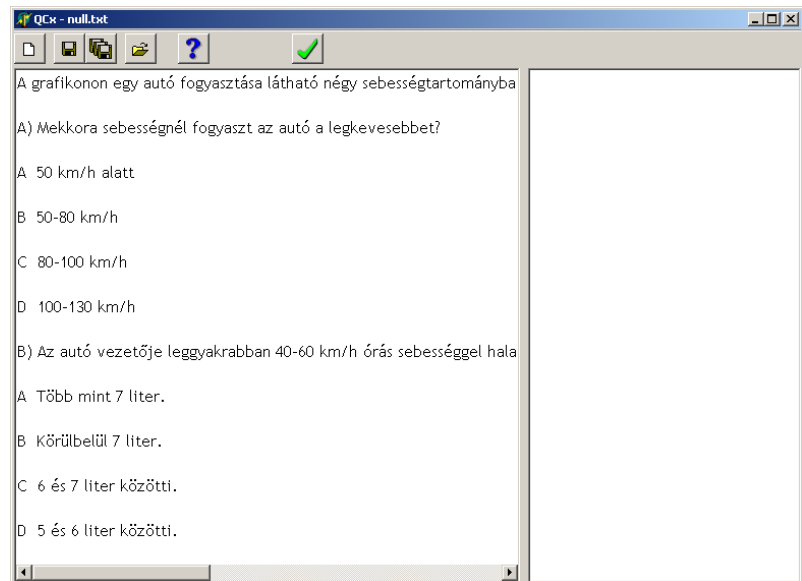 QCx - null.txt
A grafikonon egy autó fogyasztása látható négy sebességtartományba
A) Mekkora sebességnél fogyaszt az autó a legkevesebbet?
A 50 km/h alatt
B 50-80 km/h
C 80-100 km/h
D 100-130 km/h
B) Az autó vezetője leggyakrabban 40-60 km/h órás sebességgel hala
A Több mint 7 liter.
B Körülbelül 7 liter.
C 6 és 7 liter közötti.
D 5 és 6 liter közötti.